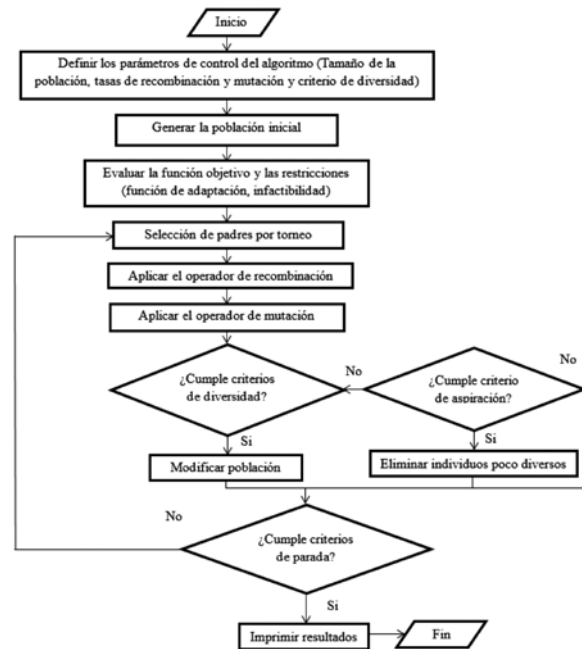 Inicio
Definir los parámetros de control del algoritmo (Tamaño de la
población, tasas de recombinación y mutación y criterio de
diversidad)
Generar la población inicial
Evaluar la función objetivo y las restricciones
(función de adaptación, infactibilidad)
Selección de padres por torneo
Aplicar el operador de recombinación
Aplicar el operador de mutación
¿Cumple criterios
de diversidad?
No
¿Cumple criterio
de aspiración?
No
Si
Modificar población
Si
Eliminar individuos poco diversos
No
¿Cumple criterios
de parada?
Si
Imprimir resultados
Fin